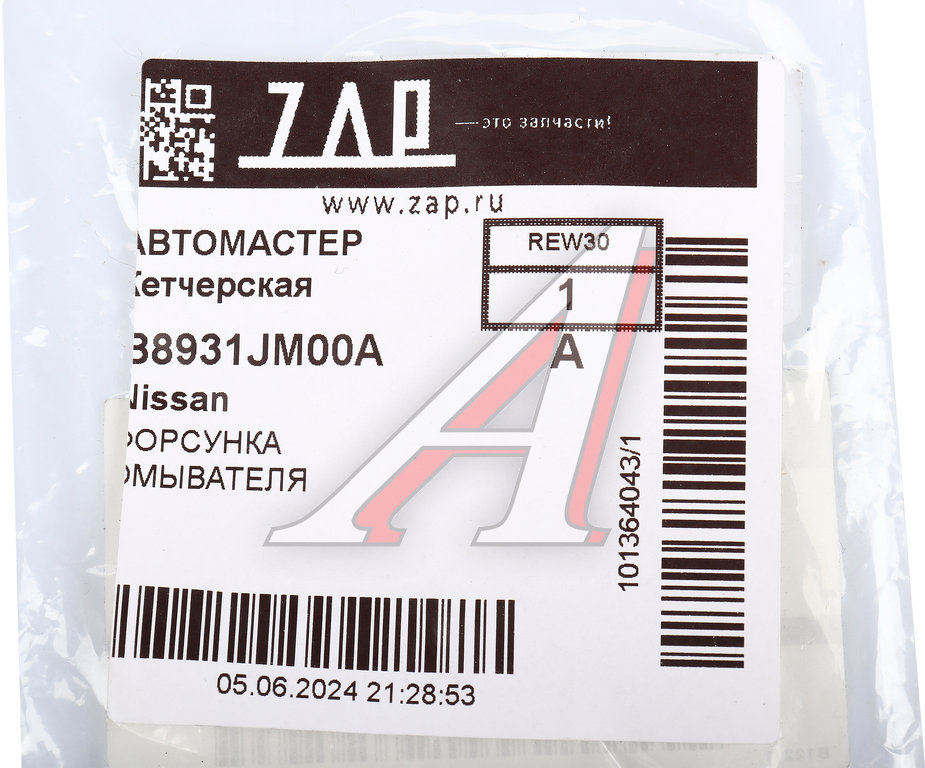 ZAP
— это запчасти!
www.zap.ru
АВТОМАСТЕР
Кетчерская
REW30
1
A
B8931JM00A
Nissan
ФОРСУНКА
ОМЫВАТЕЛЯ
101364043/1
05.06.2024 21:28:53